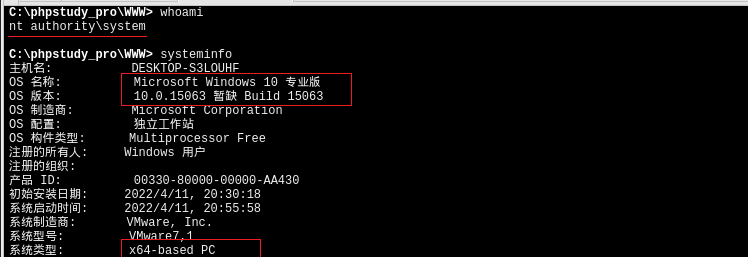 C:\phpstudy_pro\WWW> whoami
nt authority\system
C:\phpstudy_pro\WWW> systeminfo
主机名: DESKTOP-S3LOUHF
OS 名称: Microsoft Windows 10 专业版
OS 版本: 10.0.15063 暂缺 Build 15063
OS 制造商: Microsoft Corporation
OS 配置: 独立工作站
OS 构件类型: Multiprocessor Free
注册的所有人: Windows 用户
注册的组织:
产品 ID: 00330-80000-00000-AA430
初始安装日期: 2022/4/11, 20:30:18
系统启动时间: 2022/4/11, 20:55:58
系统制造商: VMware, Inc.
系统型号: VMware7,1
系统类型: x64-based PC